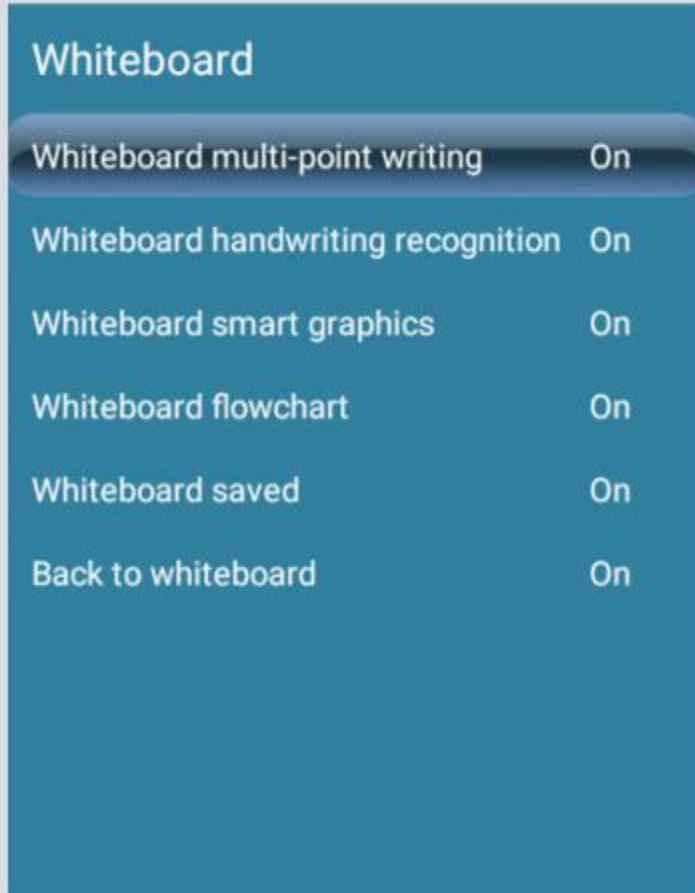 Whiteboard
Whiteboard multi-point writing On
Whiteboard handwriting recognition On
Whiteboard smart graphics On
Whiteboard flowchart On
Whiteboard saved On
Back to whiteboard On